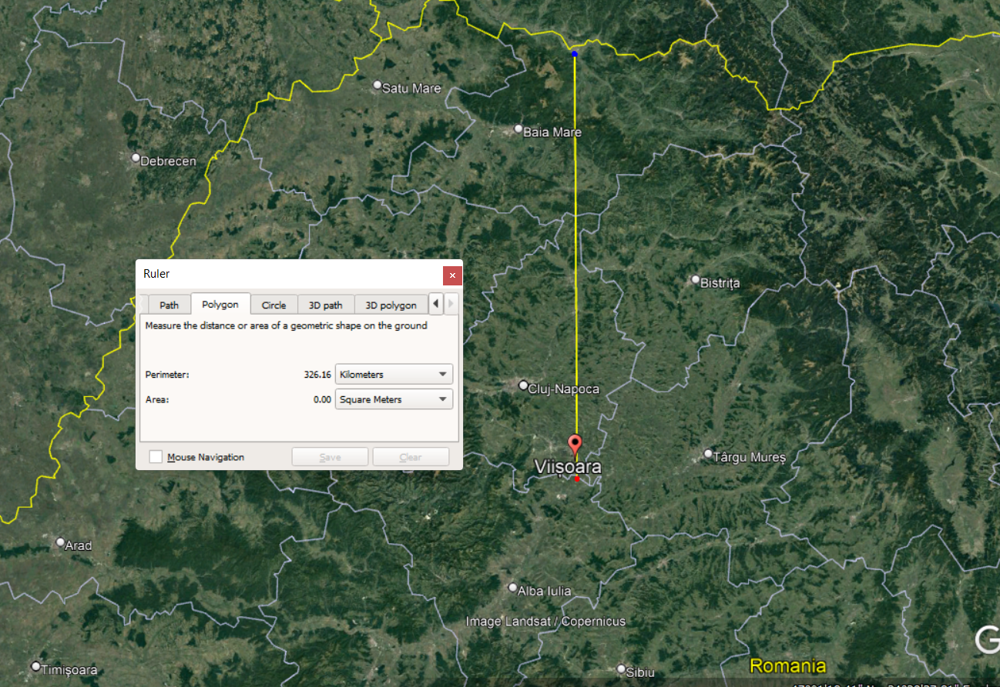 Satu Mare
Baia Mare
Debrecen
Ruler
Path
Polygon
Circle
3D path
3D polygon
Measure the distance or area of a geometric shape on the ground
Perimeter:
326.16
Kilometers
Area:
0.00
Square Meters
Mouse Navigation
Save
Clear
Bistrița
Cluj-Napoca
Viișoara
Târgu Mureș
Arad
Alba Iulia
Image Landsat / Copernicus
Timișoara
Sibiu
Romania
G